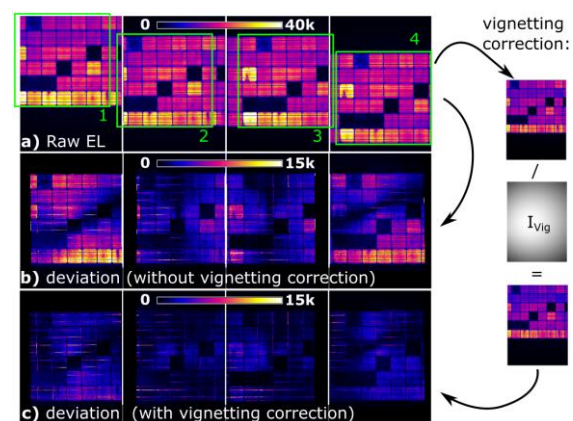 0 40k
vignetting
correction:
4
1
2
3
a) Raw EL
0 15k
/
I_Vig
b) deviation (without vignetting correction)
=
0 15k
c) deviation (with vignetting correction)